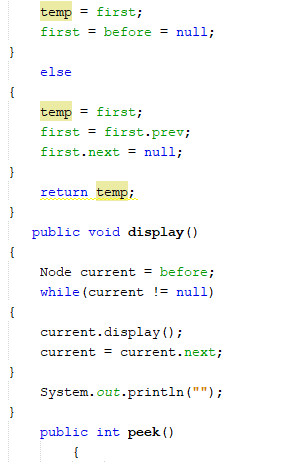 temp = first;
first = before = null;
}
else
{
temp = first;
first = first.prev;
first.next = null;
}
return temp;
}
public void display()
{
Node current = before;
while(current != null)
{
current.display();
current = current.next;
}
System.out.println("");
}
public int peek()
{